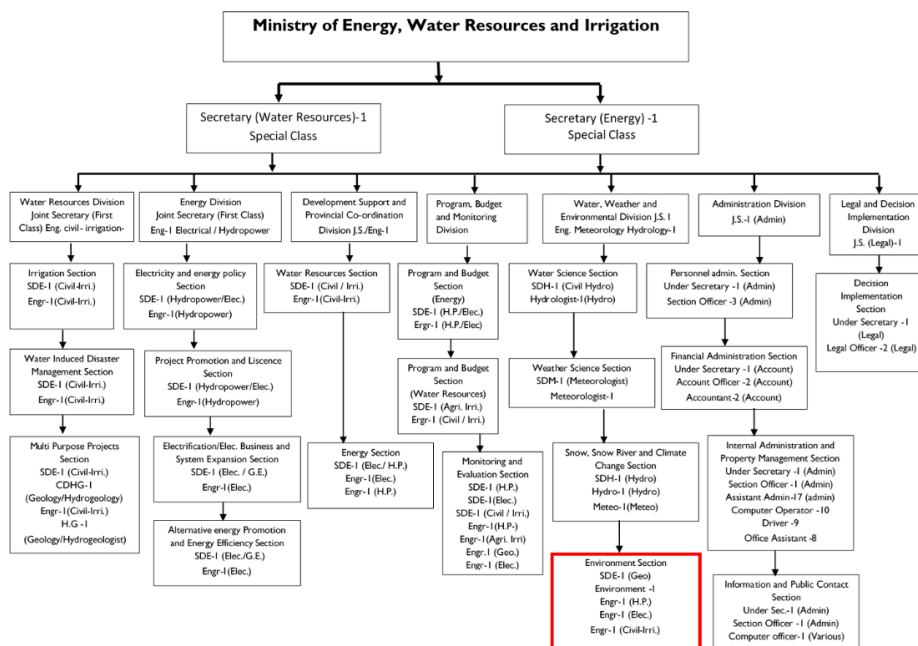 Ministry of Energy, Water Resources and Irrigation
Secretary (Water Resources)-1
Special Class
Secretary (Energy) -1
Special Class
Water Resources Division
Joint Secretary (First
Class) Eng. civil- irrigation-
Energy Division
Joint Secretary (First Class)
Eng-1 Electrical / Hydropower
Development Support and
Provincial Co-ordination
Division J.S./Eng-1
Program, Budget
and Monitoring
Division
Water, Weather and
Environmental Division J.S. I
Eng. Meteorology Hydrology-1
Administration Division
J.S.-1 (Admin)
Legal and Decision
Implementation
Division
J.S. (Legal)-1
Irrigation Section
SDE-1 (Civil-Irri.)
Engr-1(Civil-Irri.)
Water Induced Disaster
Management Section
SDE-1 (Civil-Irri.)
Engr-1(Civil-Irri.)
Multi Purpose Projects
Section
SDE-1 (Civil-Irri.)
CDHG-1
(Geology/Hydrogeology)
Engr-1(Civil-Irri.)
H.G -1
(Geology/Hydrogeologist)
Electricity and energy policy
Section
SDE-1 (Hydropower/Elec.)
Engr-1(Hydropower)
Project Promotion and Liscence
Section
SDE-1 (Hydropower/Elec.)
Engr-1(Hydropower)
Electrification/Elec. Business and
System Expansion Section
SDE-1 (Elec. / G.E.)
Engr-1(Elec.)
Alternative energy Promotion
and Energy Efficiency Section
SDE-1 (Elec./G.E.)
Engr-1(Elec.)
Water Resources Section
SDE-1 (Civil / Irri.)
Engr-1(Civil-Irri.)
Energy Section
SDE-1 (Elec./ H.P.)
Engr-1(Elec.)
Engr-1 (H.P.)
Program and Budget
Section
(Energy)
SDE-1 (H.P./Elec.)
Ergr-1 (H.P./Elec)
Program and Budget
Section
(Water Resources)
SDE-1 (Agri. Irri.)
Ergr-1 (Civil / Irri.)
Monitoring and
Evaluation Section
SDE-1 (H.P.)
SDE-1(Elec.)
SDE-1 (Civil / Irri.)
Engr-1(H.P-)
Engr-1(Agri. Irri)
Engr.1 (Geo.)
Engr-1 (Elec.)
Water Science Section
SDH-1 (Civil Hydro)
Hydrologist-1(Hydro)
Weather Science Section
SDM-1 (Meteorologist)
Meteorologist-1
Snow, Snow River and Climate
Change Section
SDH-1 (Hydro)
Hydro-1 (Hydro)
Meteo-1(Meteo)
Environment Section
SDE-1 (Geo)
Environment -I
Engr-1 (H.P.)
Engr-1 (Elec.)
Engr-1 (Civil-Irri.)
Personnel admin. Section
Under Secretary -1 (Admin)
Section Officer -3 (Admin)
Financial Administration Section
Under Secretary -1 (Account)
Account Officer -2 (Account)
Accountant-2 (Account)
Internal Administration and
Property Management Section
Under Secretary -1 (Admin)
Section Officer -1 (Admin)
Assistant Admin-17 (admin)
Computer Operator -10
Driver -9
Office Assistant -8
Information and Public Contact
Section
Under Sec.-1 (Admin)
Section Officer -1 (Admin)
Computer officer-1 (Various)
Decision
Implementation
Section
Under Secretary -1
(Legal)
Legal Officer -2 (Legal)